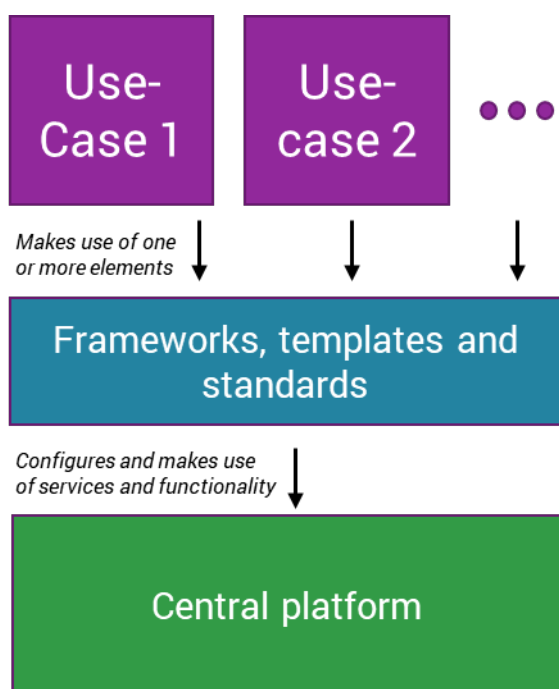 Use-
Case 1
Use-
case 2
Makes use of one
or more elements
Frameworks, templates and
standards
Configures and makes use
of services and functionality
Central platform